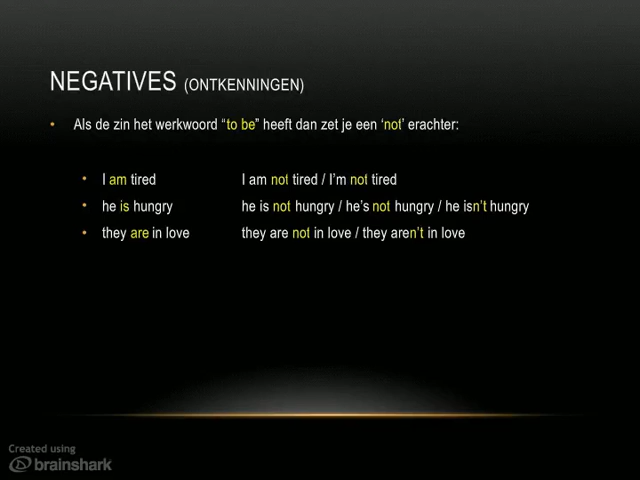 NEGATIVES (ONTKENNINGEN)
• Als de zin het werkwoord “to be” heeft dan zet je een ‘not’ erachter:
• I am tired I am not tired / I’m not tired
• he is hungry he is not hungry / he’s not hungry / he isn’t hungry
• they are in love they are not in love / they aren’t in love
Created using
brainshark